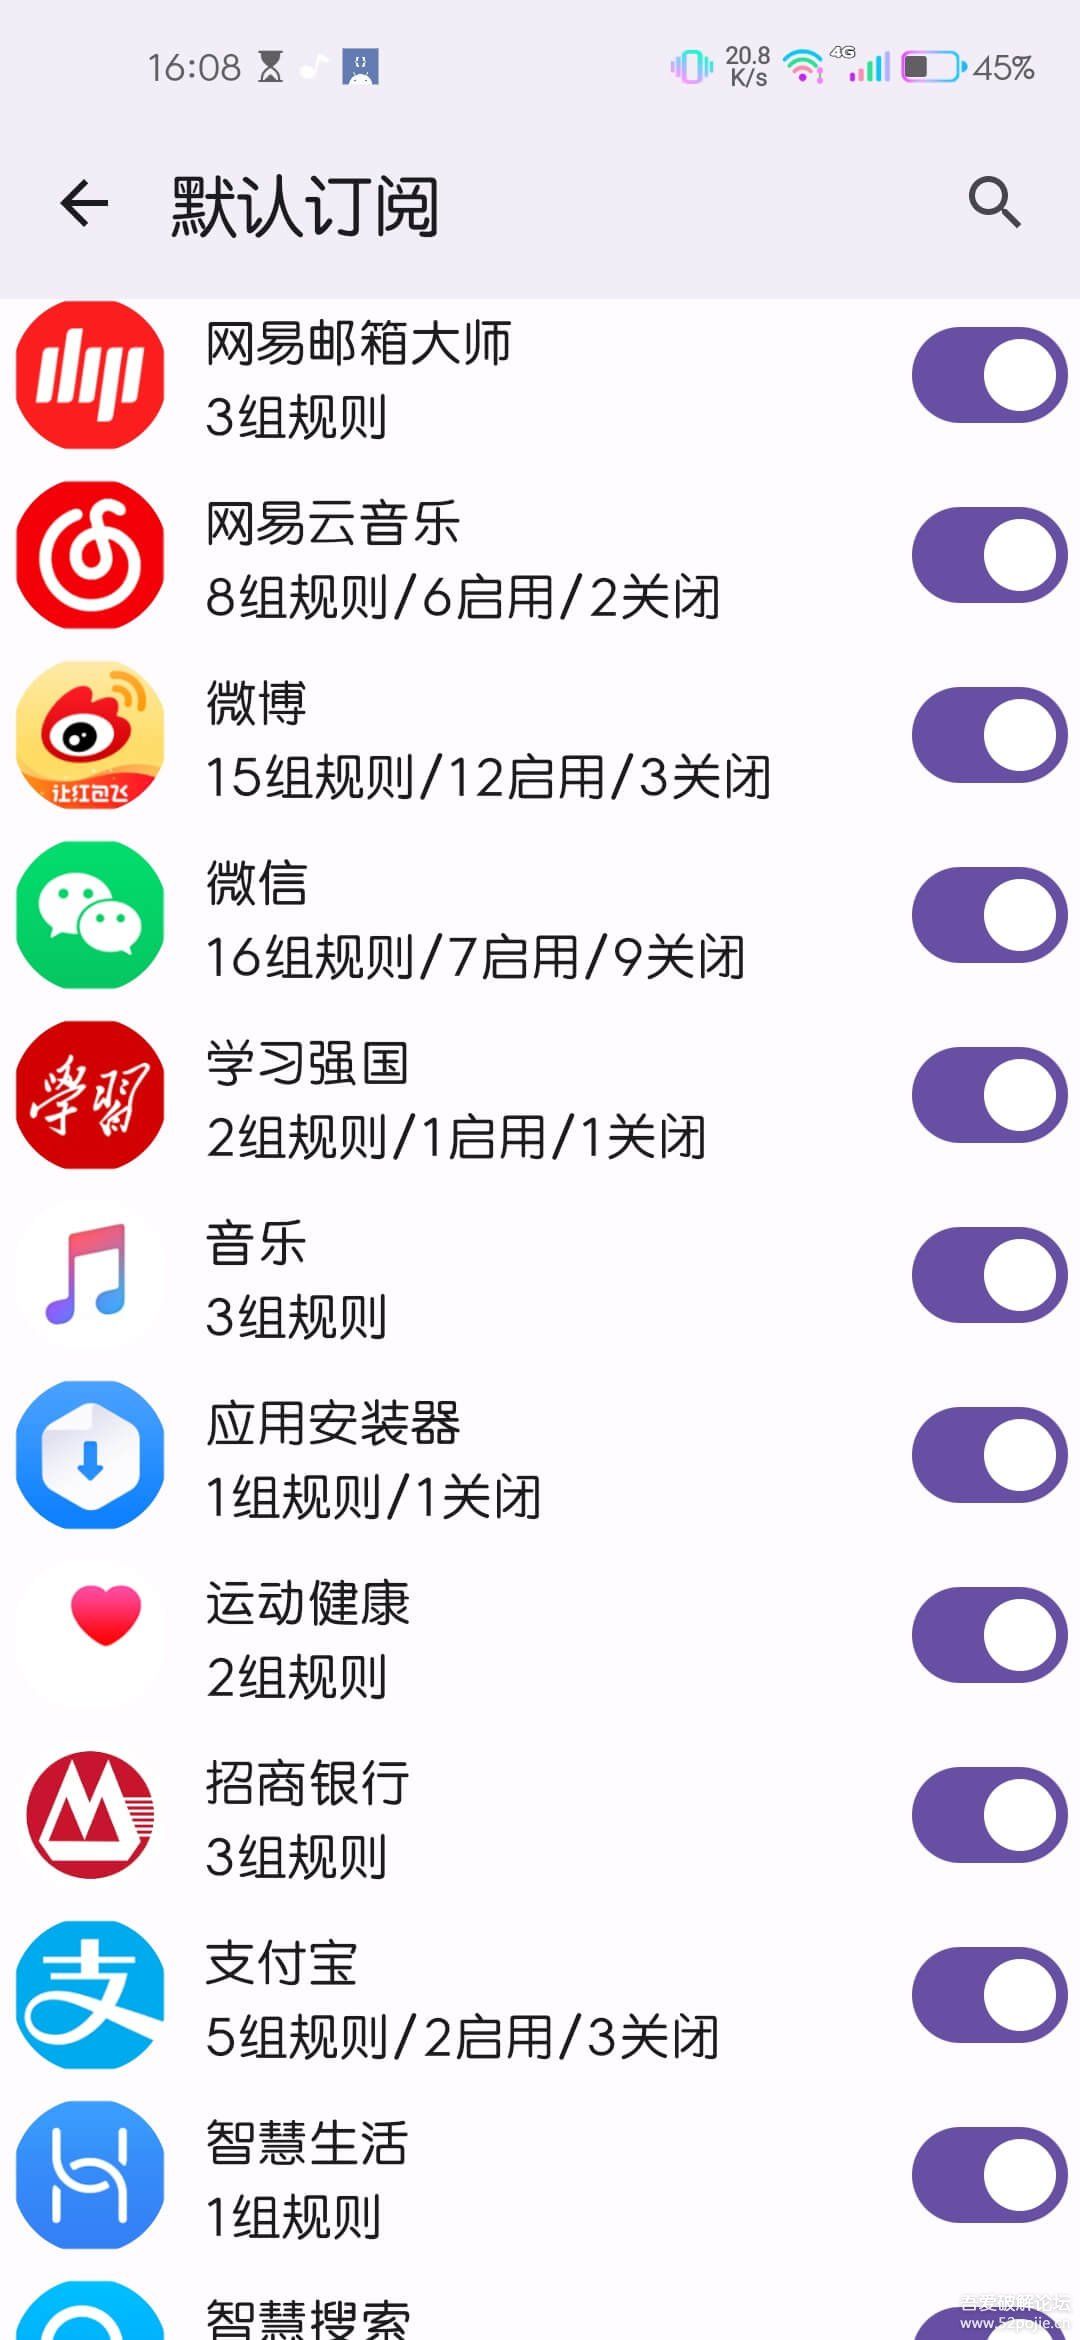 16:08
20.8
K/s
4G
45%
默认订阅
网易邮箱大师
3组规则
网易云音乐
8组规则/6启用/2关闭
微博
15组规则/12启用/3关闭
让红包飞
微信
16组规则/7启用/9关闭
学习强国
2组规则/1启用/1关闭
學習
音乐
3组规则
应用安装器
1组规则/1关闭
运动健康
2组规则
招商银行
3组规则
支付宝
5组规则/2启用/3关闭
支
智慧生活
1组规则
智慧搜索
吾爱破解论坛
www.52pojie.cn